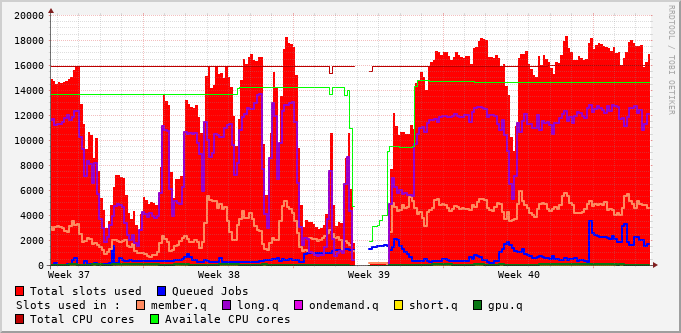 20000
18000
16000
14000
12000
10000
8000
6000
4000
2000
0
Week 37 Week 38 Week 39 Week 40
RRDTOOL / TOBI OETIKER
Total slots used Queued Jobs
Slots used in : member.q long.q ondemand.q short.q gpu.q
Total CPU cores Availale CPU cores